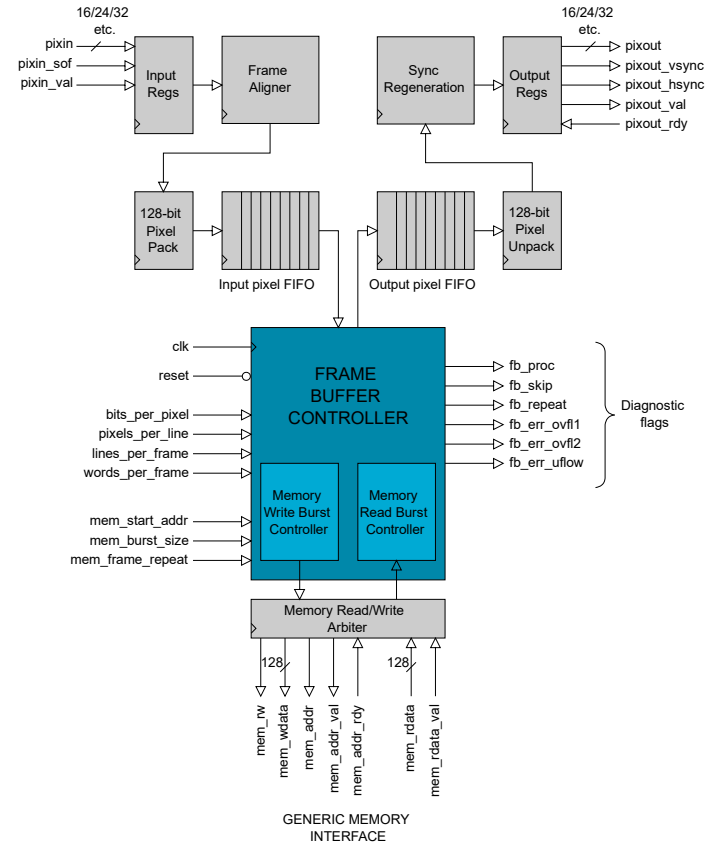 16/24/32
etc.
pixin
pixin_sof
pixin_val
Input
Regs
Frame
Aligner
Sync
Regeneration
Output
Regs
16/24/32
etc.
pixout
pixout_vsync
pixout_hsync
pixout_val
pixout_rdy
128-bit
Pixel
Pack
Input pixel FIFO
Output pixel FIFO
128-bit
Pixel
Unpack
clk
reset
bits_per_pixel
pixels_per_line
lines_per_frame
words_per_frame
mem_start_addr
mem_burst_size
mem_frame_repeat
FRAME
BUFFER
CONTROLLER
Memory
Write Burst
Controller
Memory
Read Burst
Controller
fb_proc
fb_skip
fb_repeat
fb_err_ovfl1
fb_err_ovfl2
fb_err_uflow
Diagnostic
flags
Memory Read/Write
Arbiter
128
128
mem_rw
mem_wdata
mem_addr
mem_addr_val
mem_addr_rdy
mem_rdata
mem_rdata_val
GENERIC MEMORY
INTERFACE